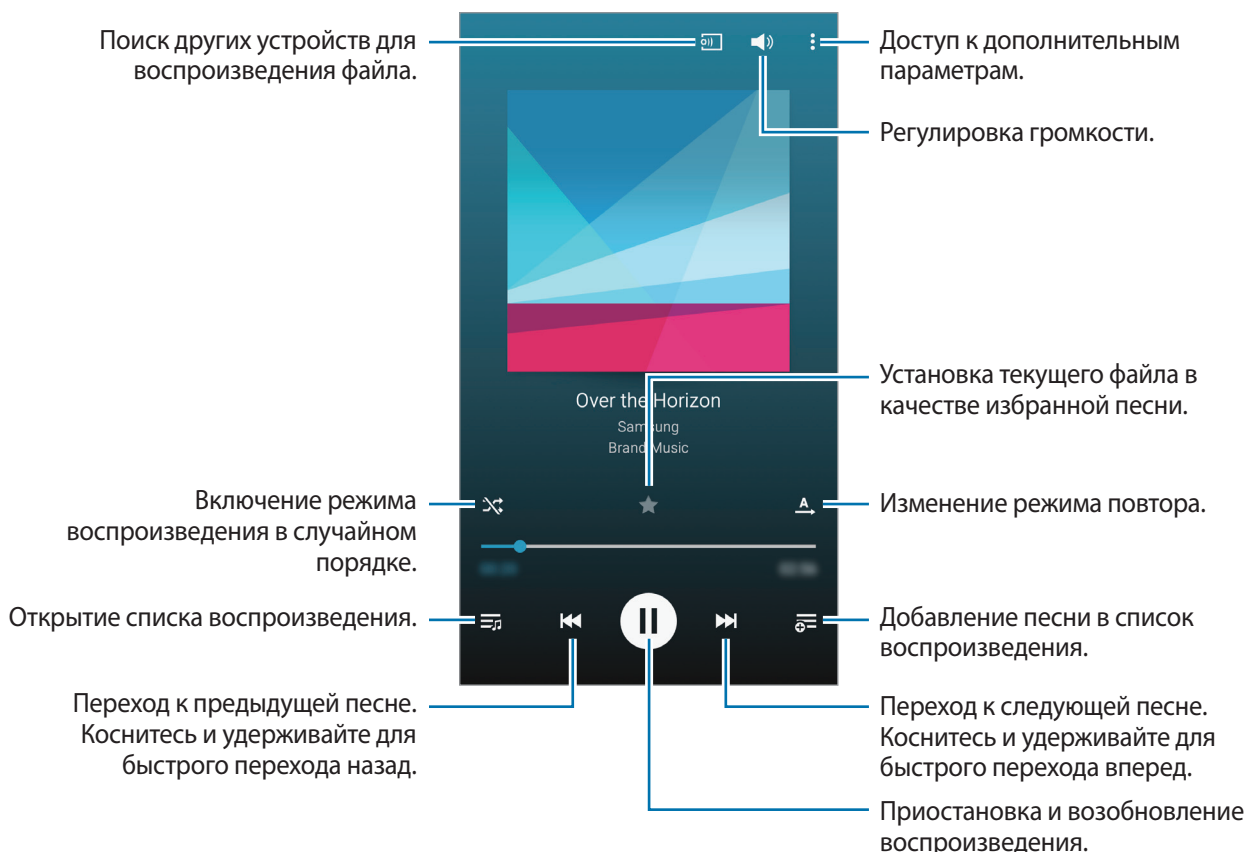 Поиск других устройств для
воспроизведения файла.
Доступ к дополнительным
параметрам.
Регулировка громкости.
Установка текущего файла в
качестве избранной песни.
Over the Horizon
Samsung
Brand Music
Включение режима
воспроизведения в случайном
порядке.
A
Изменение режима повтора.
Открытие списка воспроизведения.
Добавление песни в список
воспроизведения.
Переход к предыдущей песне.
Коснитесь и удерживайте для
быстрого перехода назад.
Переход к следующей песне.
Коснитесь и удерживайте для
быстрого перехода вперед.
Приостановка и возобновление
воспроизведения.